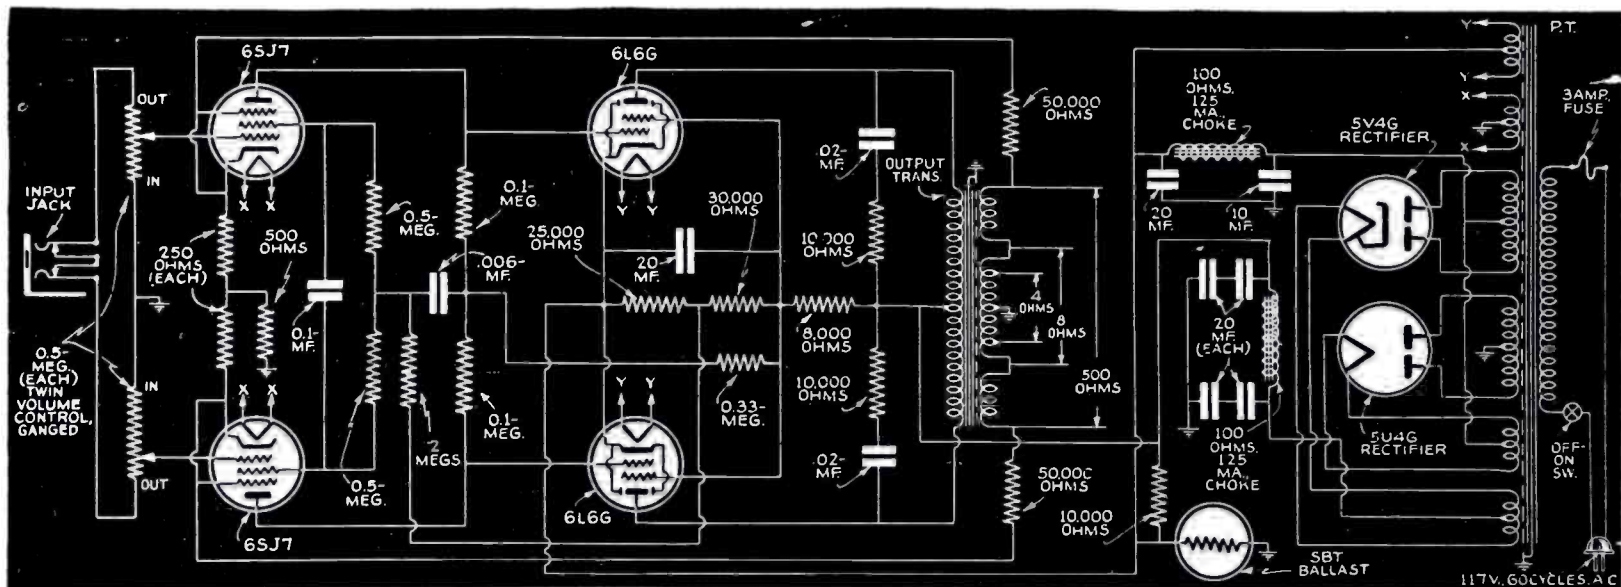 6SJ7
OUT
IN
INPUT
JACK
0.5-
MEG.
(EACH)
TWIN
VOLUME
CONTROL,
GANGED
IN
OUT
6SJ7
X X
250
OHMS
(EACH)
500
OHMS
X X
0.1-
MF.
0.5-
MEG.
0.5-
MEG.
2
MEGS
0.1-
MEG.
.006-
MF.
0.1-
MEG.
6L6G
Y Y
25,000
OHMS
20
MF.
30,000
OHMS
8,000
OHMS
0.33-
MEG.
Y Y
6L6G
.02-
MF.
10,000
OHMS
10,000
OHMS
.02-
MF.
OUTPUT
TRANS.
50,000
OHMS
4
OHMS
8
OHMS
500
OHMS
50,000
OHMS
100
OHMS.
125
MA.,
CHOKE
20
MF.
10
MF.
20
MF.
(EACH)
100
OHMS.
125
MA.,
CHOKE
10,000
OHMS
SBT
BALLAST
5V4G
RECTIFIER
5U4G
RECTIFIER
Y
Y
X
X
P.T.
3AMP.
FUSE
OFF-
ON
SW.
117V., 60CYCLES, A.C.